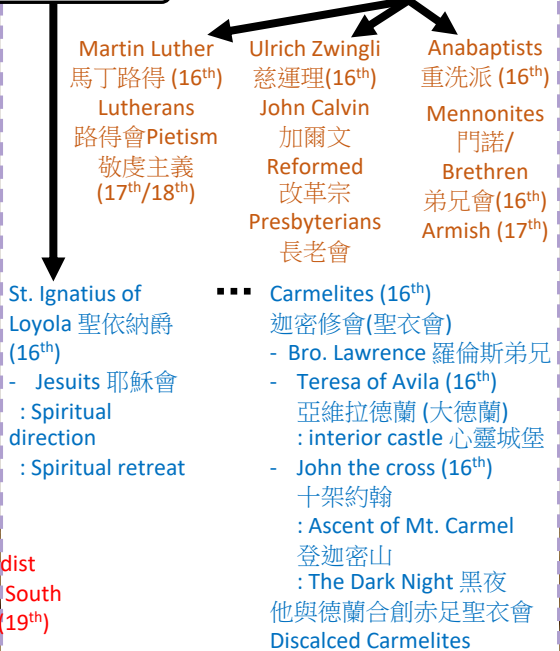 Martin Luther
馬丁路得 (16th)
Lutherans
路得會Pietism
敬虔主義
(17th/18th)
Ulrich Zwingli
慈運理(16th)
John Calvin
加爾文
Reformed
改革宗
Presbyterians
長老會
Anabaptists
重洗派 (16th)
Mennonites
門諾/
Brethren
弟兄會(16th)
Armish (17th)
St. Ignatius of
Loyola 聖依納爵
(16th)
- Jesuits 耶穌會
: Spiritual
direction
: Spiritual retreat
...
Carmelites (16th)
迦密修會(聖衣會)
- Bro. Lawrence 羅倫斯弟兄
- Teresa of Avila (16th)
亞維拉德蘭 (大德蘭)
: interior castle 心靈城堡
- John the cross (16th)
十架約翰
: Ascent of Mt. Carmel
登迦密山
: The Dark Night 黑夜
他與德蘭合創赤足聖衣會
Discalced Carmelites
dist
South
(19th)